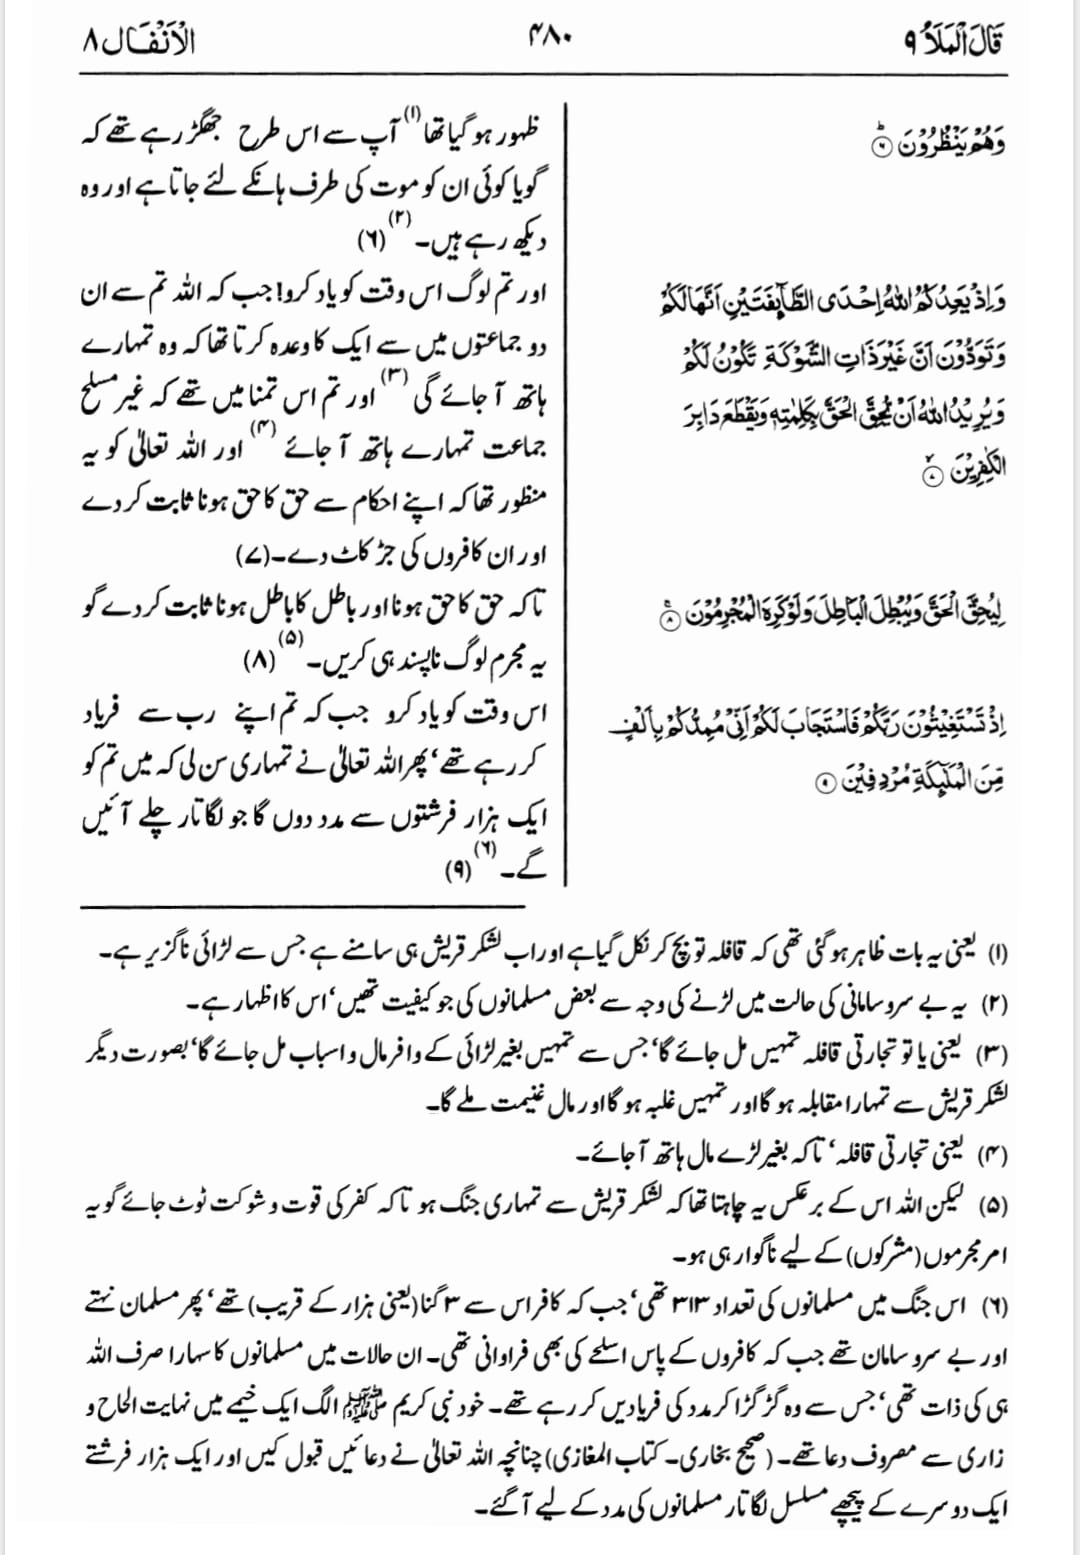 قَالَ الْمَلَأُ ٩
٤٨٠
الْأَنْفَال ٨
وَهُمْ يَنْظُرُوْنَ ۝٦
ظہور ہو گیا تھا (۱) آپ سے اس طرح جھگڑ رہے تھے کہ
گویا کوئی ان کو موت کی طرف ہانکے لئے جاتا ہے اور وہ
دیکھ رہے ہیں۔ (۲) (۶)
وَاِذْ يَعِدُكُمُ اللّٰهُ اِحْدَى الطَّآئِفَتَيْنِ اَنَّهَا لَكُمْ
وَتَوَدُّوْنَ اَنَّ غَيْرَ ذَاتِ الشَّوْكَةِ تَكُوْنُ لَكُمْ
وَيُرِيْدُ اللّٰهُ اَنْ يُّحِقَّ الْحَقَّ بِكَلِمٰتِهٖ وَيَقْطَعَ دَابِرَ
الْكٰفِرِيْنَ ۝٧
اور تم لوگ اس وقت کو یاد کرو! جب کہ اللہ تم سے ان
دو جماعتوں میں سے ایک کا وعدہ کرتا تھا کہ وہ تمہارے
ہاتھ آ جائے گی (۳) اور تم اس تمنا میں تھے کہ غیر مسلح
جماعت تمہارے ہاتھ آ جائے (۴) اور اللہ تعالیٰ کو یہ
منظور تھا کہ اپنے احکام سے حق کا حق ہونا ثابت کر دے
اور ان کافروں کی جڑ کاٹ دے۔ (۷)
لِيُحِقَّ الْحَقَّ وَيُبْطِلَ الْبَاطِلَ وَلَوْ كَرِهَ الْمُجْرِمُوْنَ ۝٨
تاکہ حق کا حق ہونا اور باطل کا باطل ہونا ثابت کر دے گو
یہ مجرم لوگ ناپسند ہی کریں۔ (۵) (۸)
اِذْ تَسْتَغِيْثُوْنَ رَبَّكُمْ فَاسْتَجَابَ لَكُمْ اَنِّيْ مُمِدُّكُمْ بِاَلْفٍ
مِّنَ الْمَلٰٓئِكَةِ مُرْدِفِيْنَ ۝٩
اس وقت کو یاد کرو جب کہ تم اپنے رب سے فریاد
کر رہے تھے‘ پھر اللہ تعالیٰ نے تمہاری سن لی کہ میں تم کو
ایک ہزار فرشتوں سے مدد دوں گا جو لگاتار چلے آئیں
گے۔ (۶) (۹)
(۱) یعنی یہ بات ظاہر ہو گئی تھی کہ قافلہ تو بچ کر نکل گیا ہے اور اب لشکر قریش ہی سامنے ہے جس سے لڑائی ناگزیر ہے۔
(۲) یہ بے سروسامانی کی حالت میں لڑنے کی وجہ سے بعض مسلمانوں کی جو کیفیت تھیں‘ اس کا اظہار ہے۔
(۳) یعنی یا تو تجارتی قافلہ تمہیں مل جائے گا‘ جس سے تمہیں بغیر لڑائی کے وافر مال و اسباب مل جائے گا‘ بصورت دیگر
لشکر قریش سے تمہارا مقابلہ ہو گا اور تمہیں غلبہ ہو گا اور مال غنیمت ملے گا۔
(۴) یعنی تجارتی قافلہ‘ تاکہ بغیر لڑے مال ہاتھ آ جائے۔
(۵) لیکن اللہ اس کے برعکس یہ چاہتا تھا کہ لشکر قریش سے تمہاری جنگ ہو تاکہ کفر کی قوت و شوکت ٹوٹ جائے گو یہ
امر مجرموں (مشرکوں) کے لیے ناگوار ہی ہو۔
(۶) اس جنگ میں مسلمانوں کی تعداد ۳۱۳ تھی‘ جب کہ کافر اس سے ۳ گنا (یعنی ہزار کے قریب) تھے‘ پھر مسلمان نہتے
اور بے سروسامان تھے جب کہ کافروں کے پاس اسلحے کی بھی فراوانی تھی۔ ان حالات میں مسلمانوں کا سہارا صرف اللہ
ہی کی ذات تھی‘ جس سے وہ گڑگڑا کر مدد کی فریادیں کر رہے تھے۔ خود نبی کریم ﷺ الگ ایک خیمے میں نہایت الحاح و
زاری سے مصروف دعا تھے۔ (صحیح بخاری۔ کتاب المغازی) چنانچہ اللہ تعالیٰ نے دعائیں قبول کیں اور ایک ہزار فرشتے
ایک دوسرے کے پیچھے مسلسل لگاتار مسلمانوں کی مدد کے لیے آ گئے۔